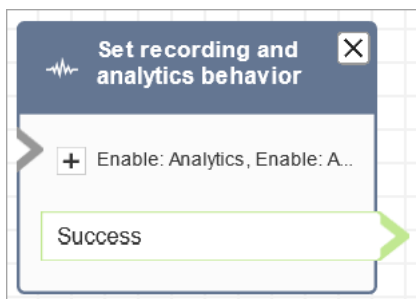 Set recording and
analytics behavior
Enable: Analytics, Enable: A...
Success